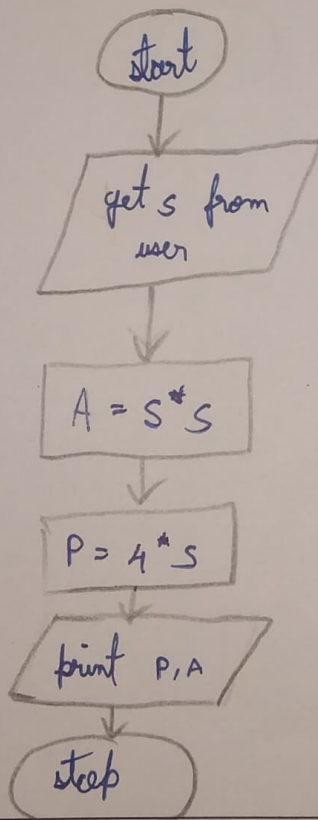 start
get s from
user
A = S * S
P = 4 * S
print P, A
stop